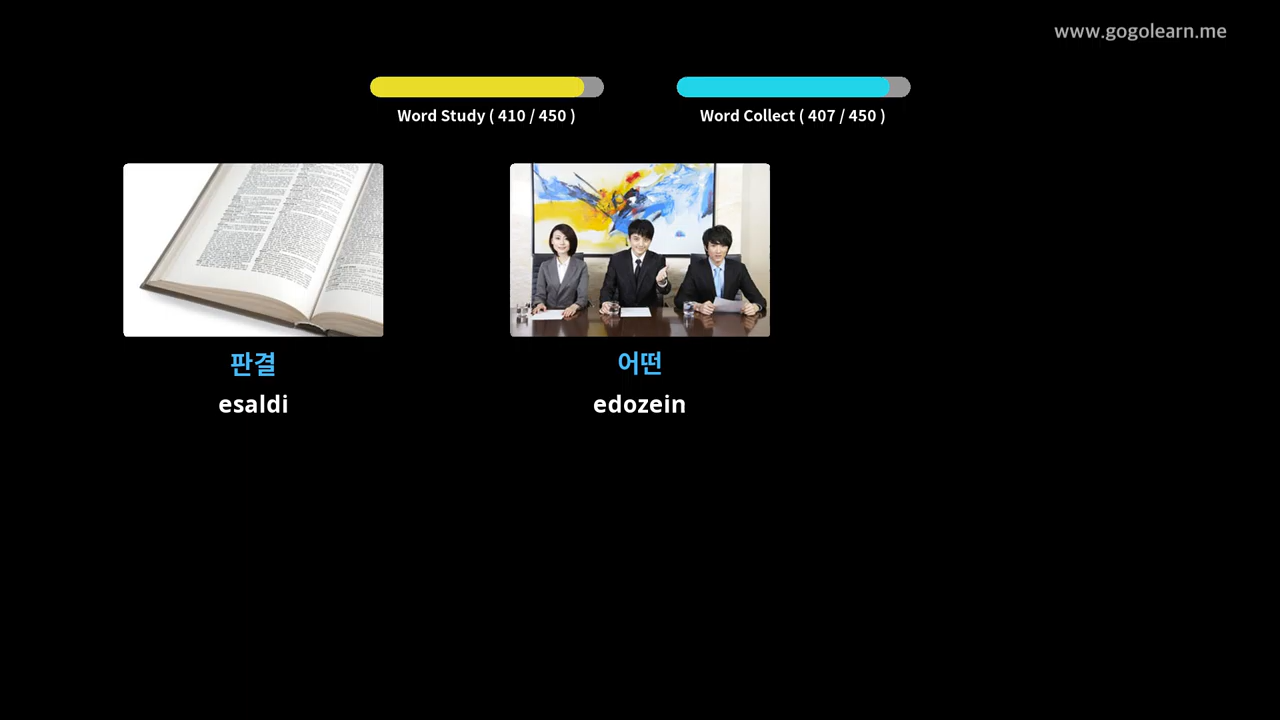 www.gogolearn.me
Word Study ( 410 / 450 )
Word Collect ( 407 / 450 )
판결
esaldi
어떤
edozein